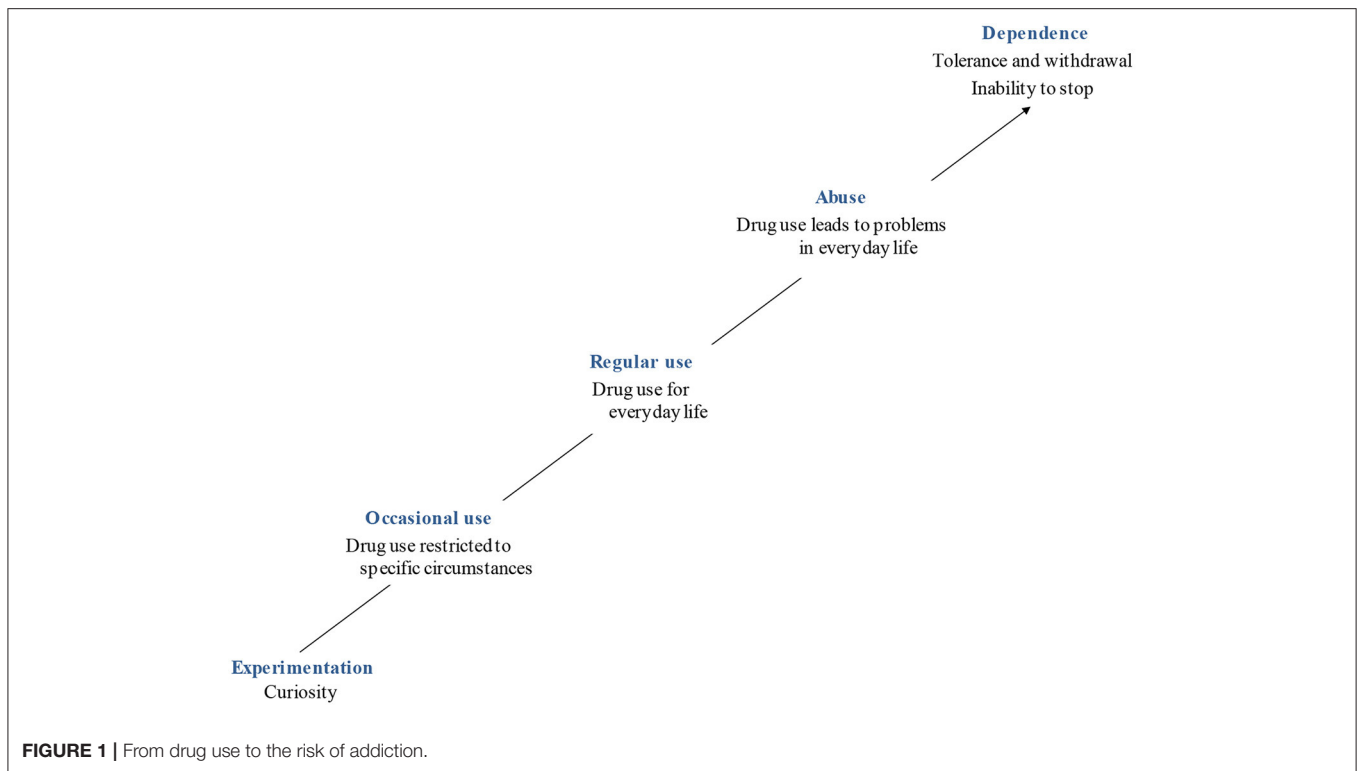 Dependence
Tolerance and withdrawal
Inability to stop
Abuse
Drug use leads to problems
in everyday life
Regular use
Drug use for
everyday life
Occasional use
Drug use restricted to
specific circumstances
Experimentation
Curiosity
FIGURE 1 | From drug use to the risk of addiction.